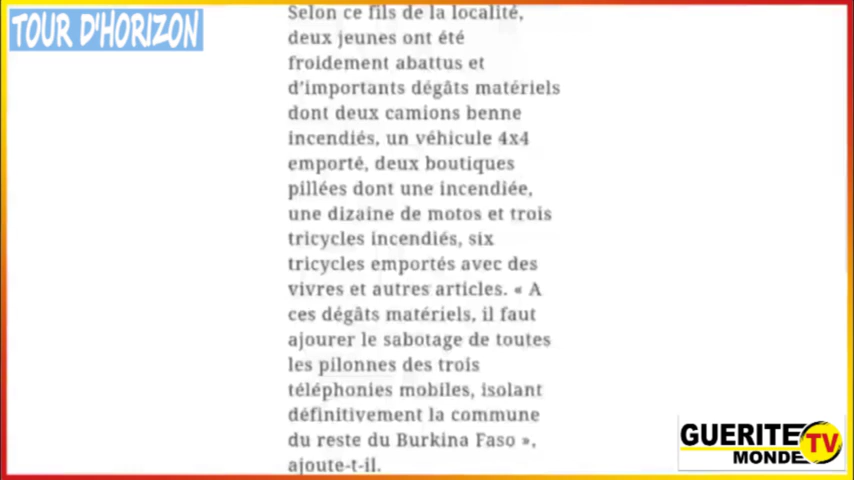 TOUR D'HORIZON
Selon ce fils de la localité,
deux jeunes ont été
froidement abattus et
d'importants dégâts matériels
dont deux camions benne
incendiés, un véhicule 4x4
emporté, deux boutiques
pillées dont une incendiée,
une dizaine de motos et trois
tricycles incendiés, six
tricycles emportés avec des
vivres et autres articles. « A
ces dégâts matériels, il faut
ajourer le sabotage de toutes
les pilonnes des trois
téléphonies mobiles, isolant
définitivement la commune
du reste du Burkina Faso »,
ajoute-t-il.
GUERITE TV
MONDE